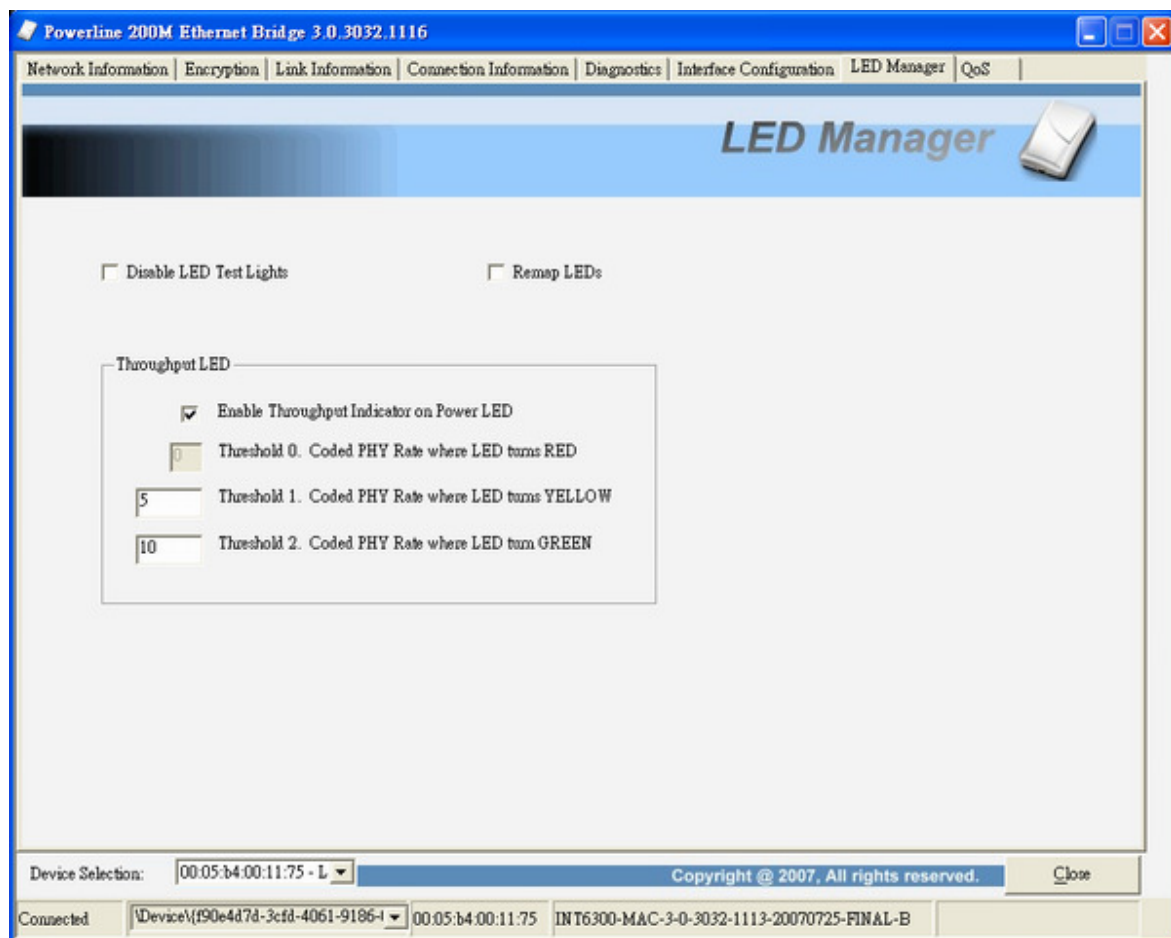 Powerline 200M Ethernet Bridge 3.0.3032.1116
Network Information Encryption Link Information Connection Information Diagnostics Interface Configuration LED Manager QoS
LED Manager
Disable LED Test Lights Remap LEDs
Throughput LED
Enable Throughput Indicator on Power LED
0 Threshold 0. Coded PHY Rate where LED turns RED
5 Threshold 1. Coded PHY Rate where LED turns YELLOW
10 Threshold 2. Coded PHY Rate where LED turn GREEN
Device Selection: 00:05:b4:00:11:75 - L Copyright @ 2007, All rights reserved. Close
Connected \Device\{f90e4d7d-3cfd-4061-9186- 00:05:b4:00:11:75 INT6300-MAC-3-0-3032-1113-20070725-FINAL-B